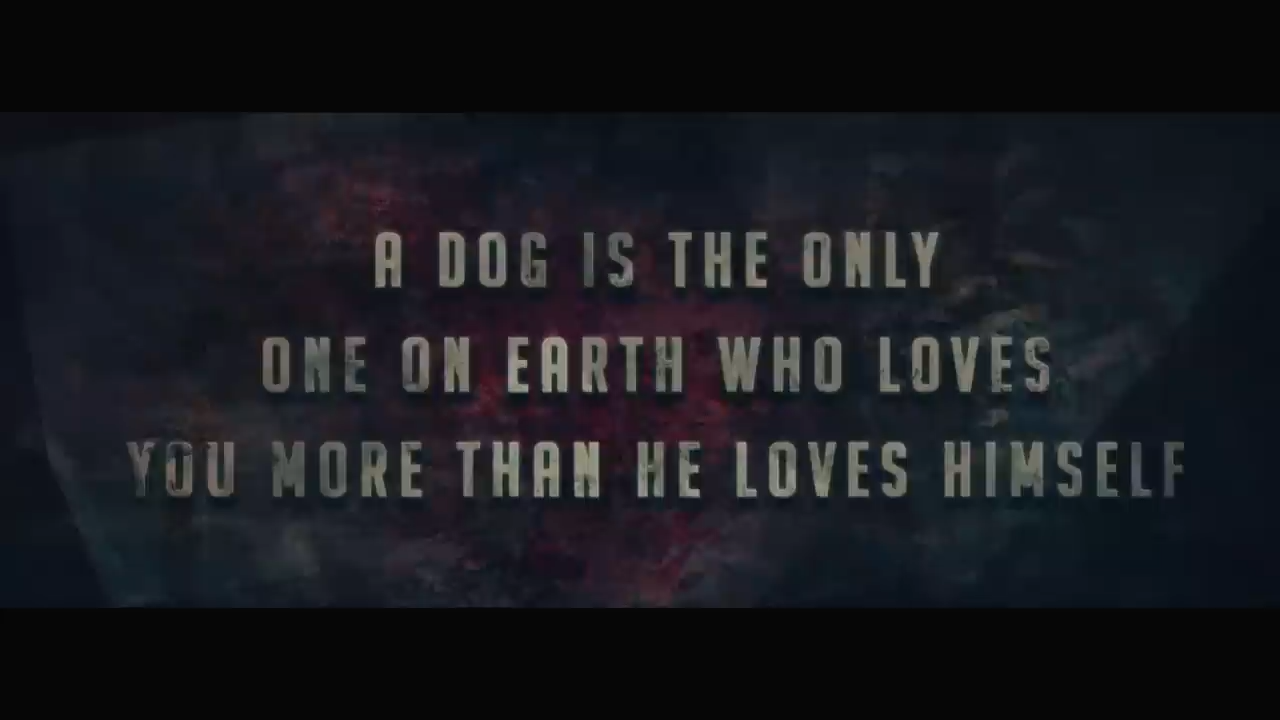 A DOG IS THE ONLY
ONE ON EARTH WHO LOVES
YOU MORE THAN HE LOVES HIMSELF